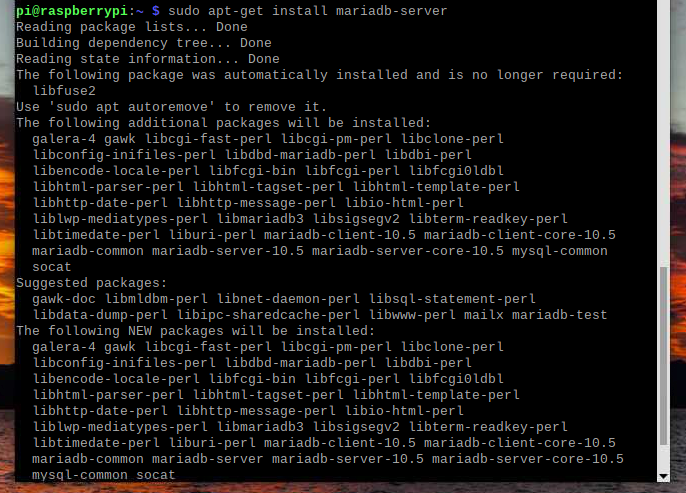 pi@raspberrypi:~ $ sudo apt-get install mariadb-server
Reading package lists... Done
Building dependency tree... Done
Reading state information... Done
The following package was automatically installed and is no longer required:
  libfuse2
Use 'sudo apt autoremove' to remove it.
The following additional packages will be installed:
  galera-4 gawk libcgi-fast-perl libcgi-pm-perl libclone-perl
  libconfig-inifiles-perl libdbd-mariadb-perl libdbi-perl
  libencode-locale-perl libfcgi-bin libfcgi-perl libfcgi0ldbl
  libhtml-parser-perl libhtml-tagset-perl libhtml-template-perl
  libhttp-date-perl libhttp-message-perl libio-html-perl
  liblwp-mediatypes-perl libmariadb3 libsigsegv2 libterm-readkey-perl
  libtimedate-perl liburi-perl mariadb-client-10.5 mariadb-client-core-10.5
  mariadb-common mariadb-server-10.5 mariadb-server-core-10.5 mysql-common
  socat
Suggested packages:
  gawk-doc libmldbm-perl libnet-daemon-perl libsql-statement-perl
  libdata-dump-perl libipc-sharedcache-perl libwww-perl mailx mariadb-test
The following NEW packages will be installed:
  galera-4 gawk libcgi-fast-perl libcgi-pm-perl libclone-perl
  libconfig-inifiles-perl libdbd-mariadb-perl libdbi-perl
  libencode-locale-perl libfcgi-bin libfcgi-perl libfcgi0ldbl
  libhtml-parser-perl libhtml-tagset-perl libhtml-template-perl
  libhttp-date-perl libhttp-message-perl libio-html-perl
  liblwp-mediatypes-perl libmariadb3 libsigsegv2 libterm-readkey-perl
  libtimedate-perl liburi-perl mariadb-client-10.5 mariadb-client-core-10.5
  mariadb-common mariadb-server mariadb-server-10.5 mariadb-server-core-10.5
  mysql-common socat